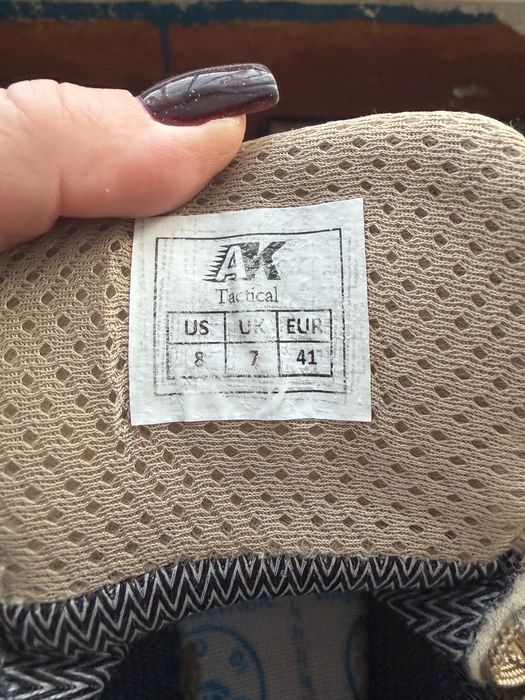 AK
Tactical
US UK EUR
8 7 41